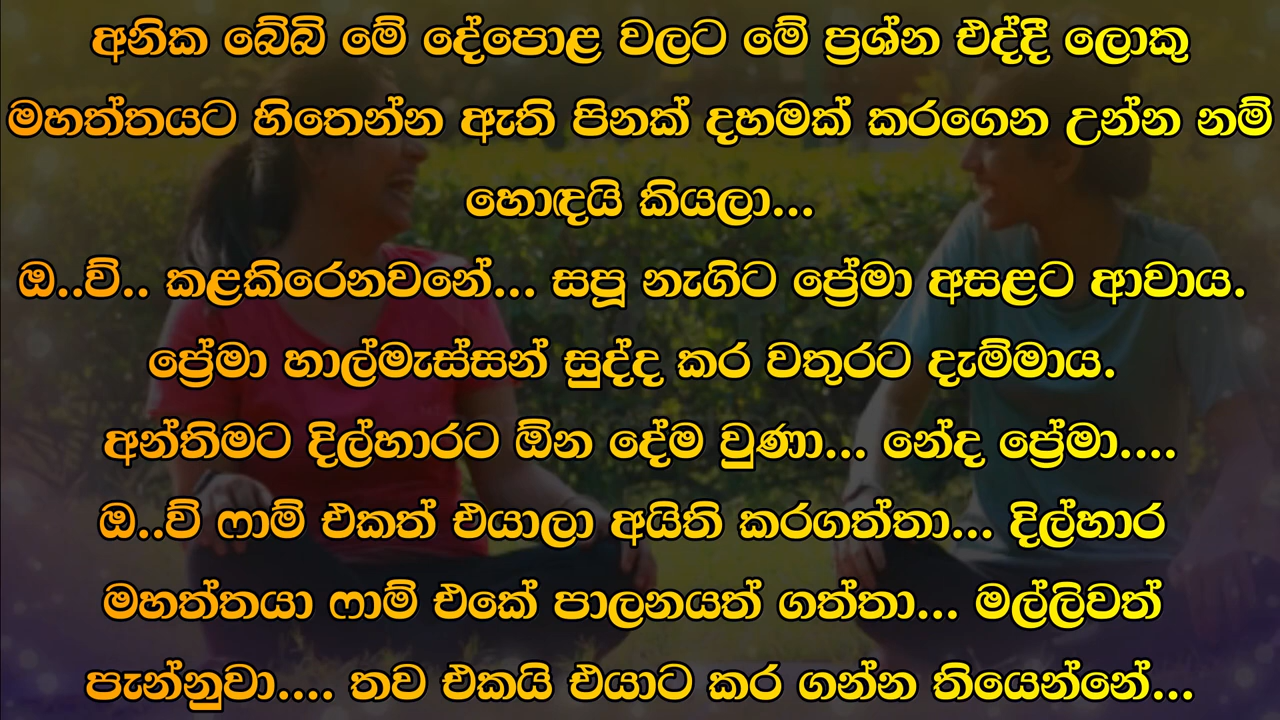 අනික බේබි මේ දේපොළ වලට මේ ප්‍රශ්න එද්දී ලොකු
මහත්තයට හිතෙන්න ඇති පිනක් දහමක් කරගෙන උන්න නම්
හොඳයි කියලා...
ඔ..ව්.. කළකිරෙනවනේ... සපූ නැගිට ප්‍රේමා අසළට ආවාය.
ප්‍රේමා හාල්මැස්සන් සුද්ද කර වතුරට දැම්මාය.
අන්තිමට දිල්හාරට ඕන දේම වුණා... නේද ප්‍රේමා....
ඔ..ව් ෆාම් එකත් එයාලා අයිති කරගත්තා... දිල්හාර
මහත්තයා ෆාම් එකේ පාලනයත් ගත්තා... මල්ලිවත්
පැන්නුවා.... තව එකයි එයාට කර ගන්න තියෙන්නේ...